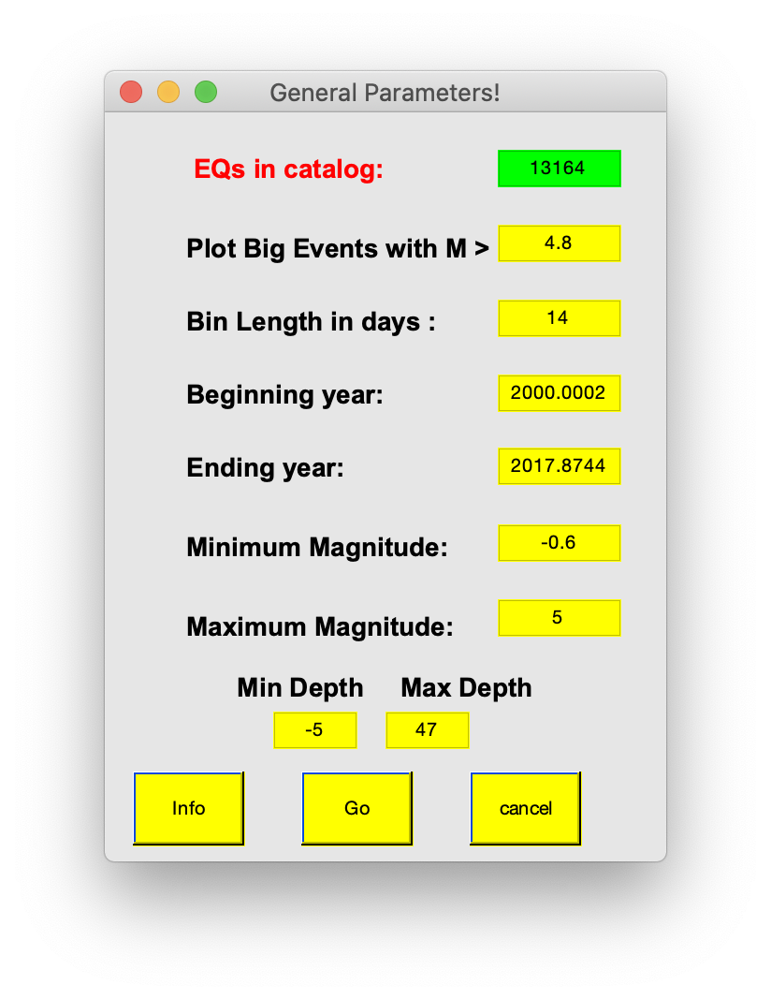 General Parameters!
EQs in catalog: 13164
Plot Big Events with M > 4.8
Bin Length in days : 14
Beginning year: 2000.0002
Ending year: 2017.8744
Minimum Magnitude: -0.6
Maximum Magnitude: 5
Min Depth Max Depth
-5 47
Info Go cancel